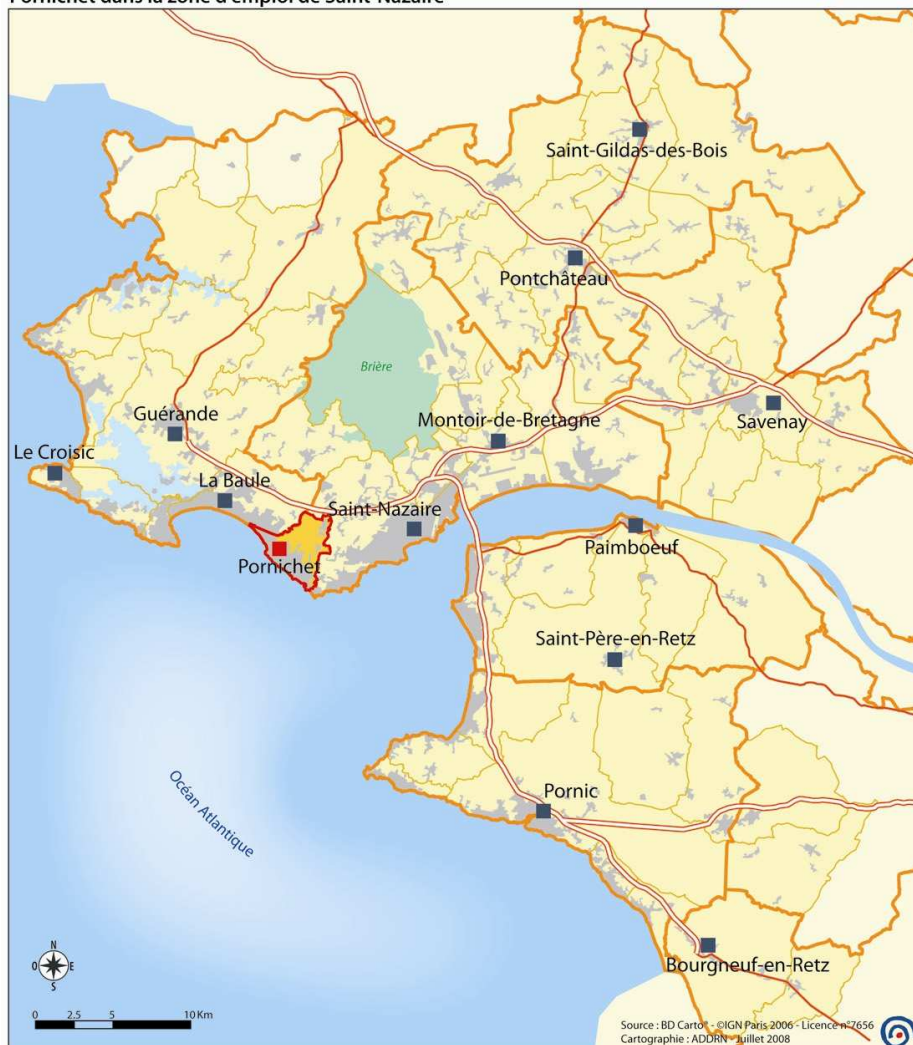 Pornichet dans la zone d'emploi de Saint-Nazaire
Saint-Gildas-des-Bois
Pontchâteau
Brière
Guérande
Montoir-de-Bretagne
Savenay
Le Croisic
La Baule
Saint-Nazaire
Paimboeuf
Pornichet
Saint-Père-en-Retz
Océan Atlantique
Pornic
Bourgneuf-en-Retz
N
O E
S
0 2.5 5 10 Km
Source : BD Carto® - ©IGN Paris 2006 - Licence n°7656
Cartographie : ADDRN - Juillet 2008